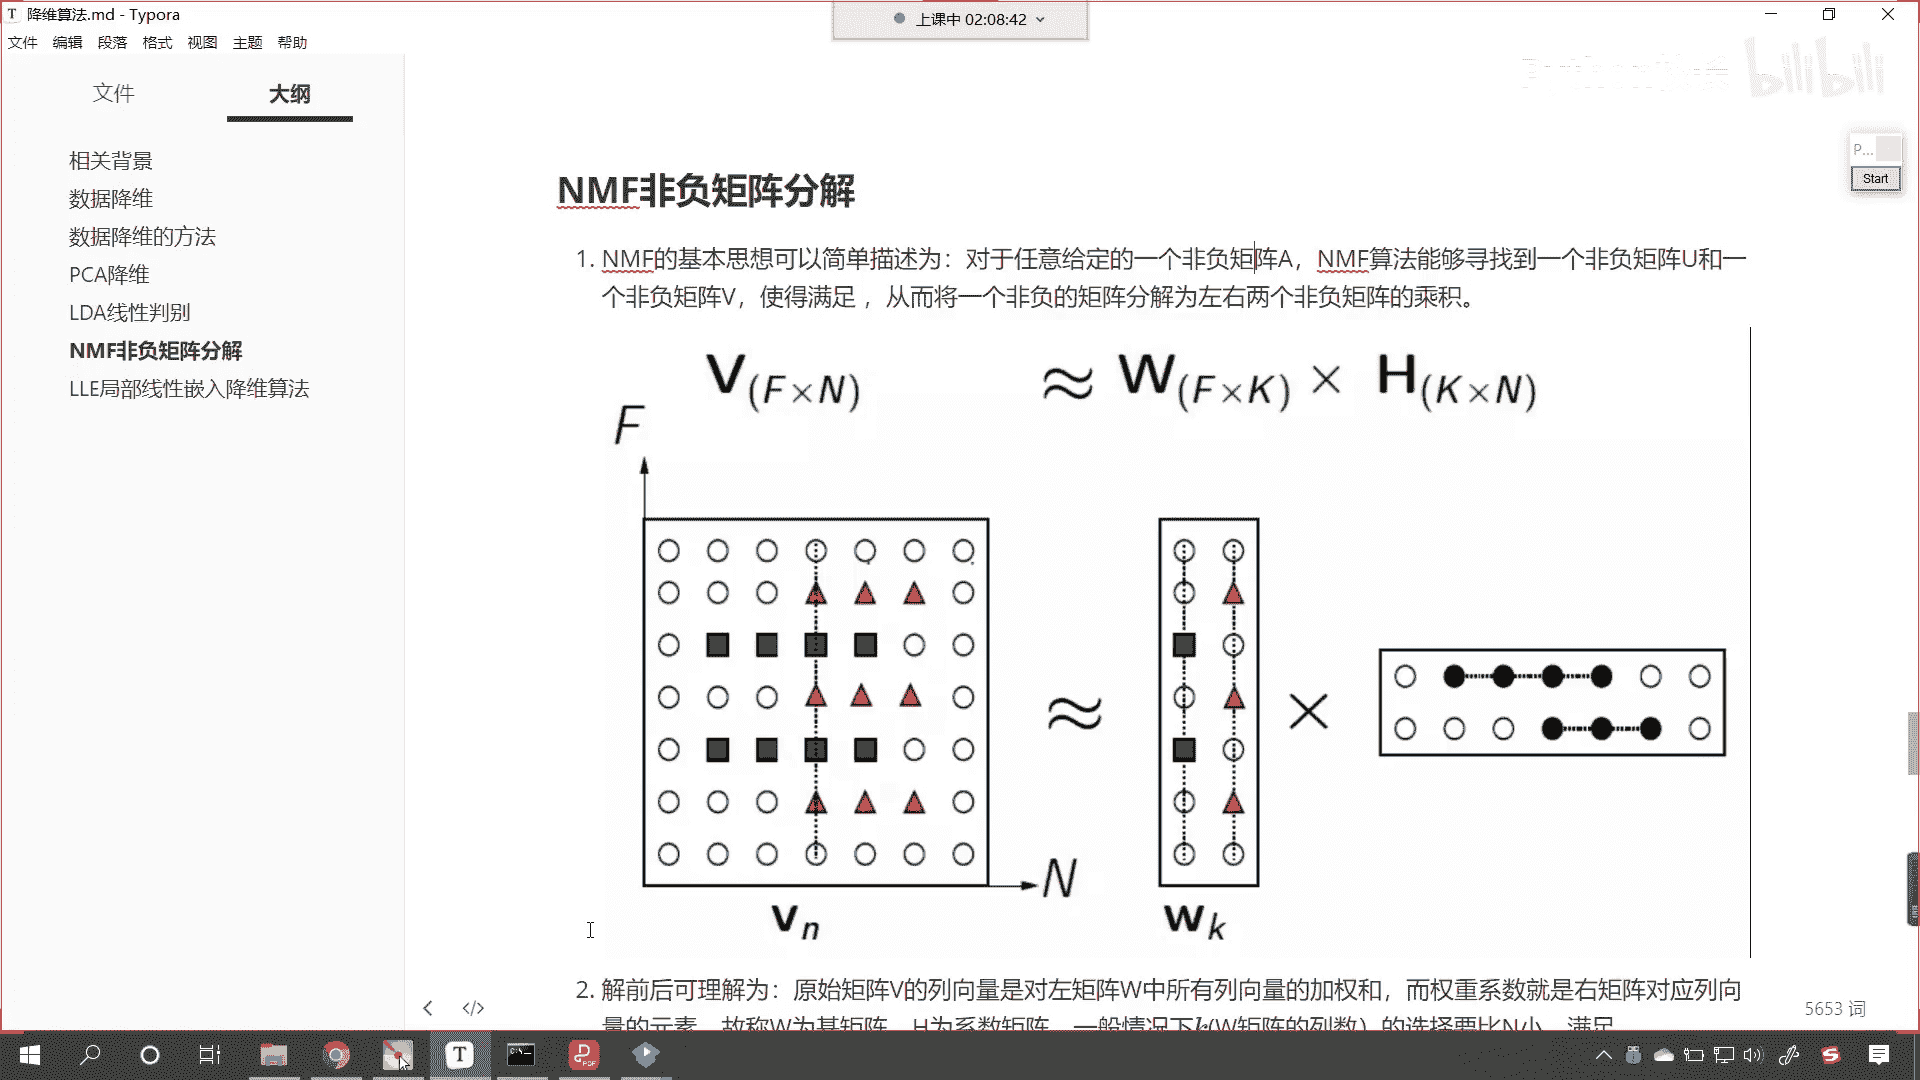 降维算法.md - Typora
上课中 02:08:42
文件 编辑 段落 格式 视图 主题 帮助
bilibili
文件 大纲
P...
Start
相关背景
数据降维
数据降维的方法
PCA降维
LDA线性判别
NMF非负矩阵分解
LLE局部线性嵌入降维算法
NMF非负矩阵分解
1. NMF的基本思想可以简单描述为：对于任意给定的一个非负矩阵A，NMF算法能够寻找到一个非负矩阵U和一
个非负矩阵V，使得满足 ，从而将一个非负的矩阵分解为左右两个非负矩阵的乘积。
V(F×N) ≈ W(F×K) × H(K×N)
F
≈ ×
N
vn wk
2. 解前后可理解为：原始矩阵V的列向量是对左矩阵W中所有列向量的加权和，而权重系数就是右矩阵对应列向
量的元素，故称W为基矩阵，H为系数矩阵。一般情况下k(W矩阵的列数）的选择要比N小，满足
5653 词
T
PDF